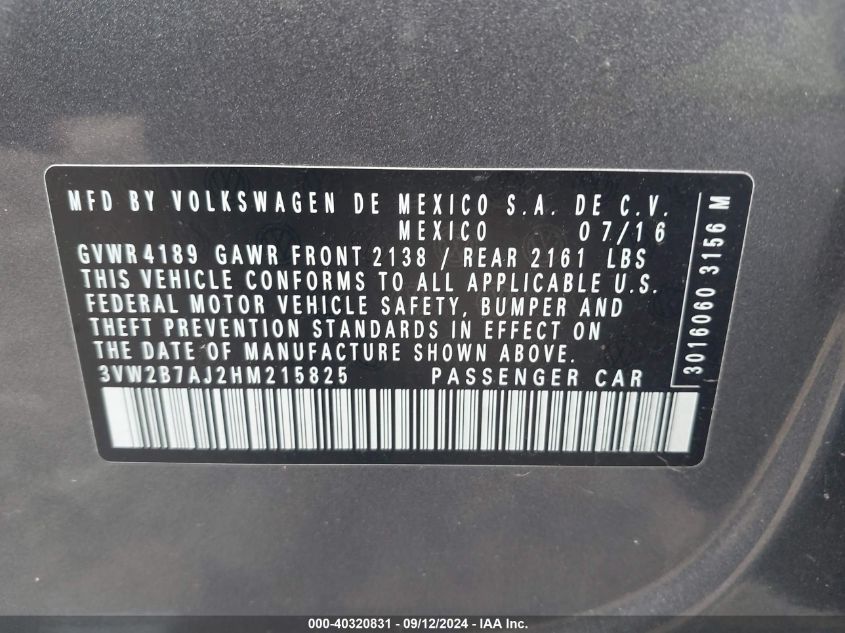 MFD BY VOLKSWAGEN DE MEXICO S.A. DE C.V.
MEXICO 07/16
GVWR 4189 GAWR FRONT 2138 / REAR 2161 LBS
THIS VEHICLE CONFORMS TO ALL APPLICABLE U.S.
FEDERAL MOTOR VEHICLE SAFETY, BUMPER AND
THEFT PREVENTION STANDARDS IN EFFECT ON
THE DATE OF MANUFACTURE SHOWN ABOVE.
3VW2B7AJ2HM215825 PASSENGER CAR
3016060 3156 M
000-40320831 - 09/12/2024 - IAA Inc.